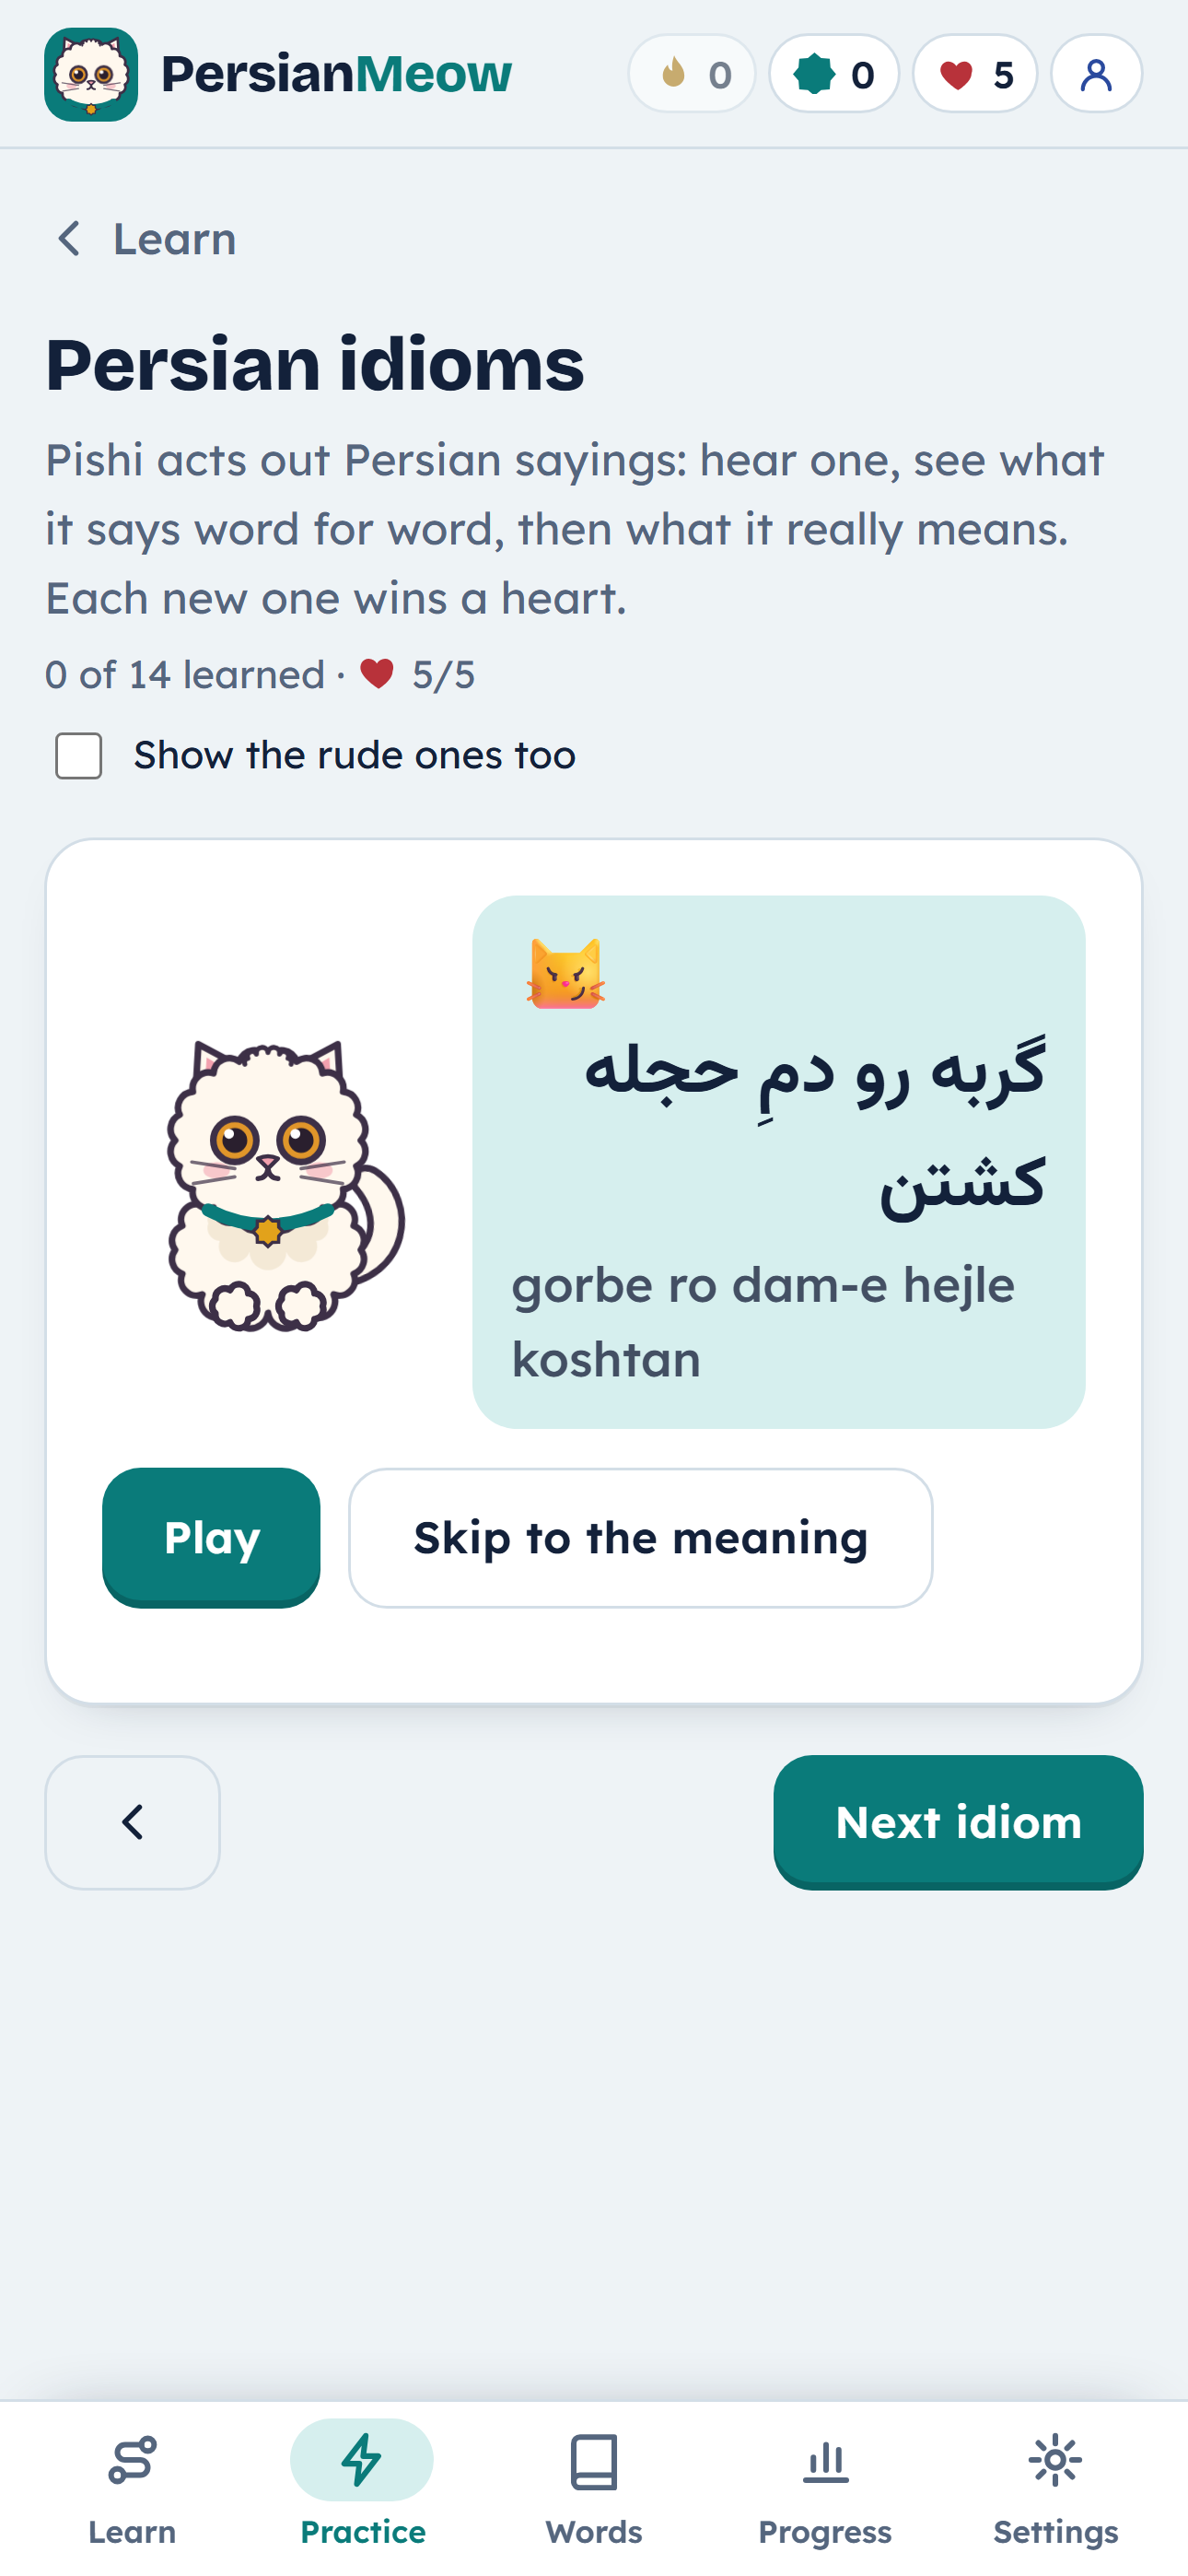 PersianMeow
0
0
5
Learn
Persian idioms
Pishi acts out Persian sayings: hear one, see what
it says word for word, then what it really means.
Each new one wins a heart.
0 of 14 learned · ❤️ 5/5
Show the rude ones too
گربه رو دمِ حجله
کشتن
gorbe ro dam-e hejle
koshtan
Play
Skip to the meaning
Next idiom
Learn
Practice
Words
Progress
Settings